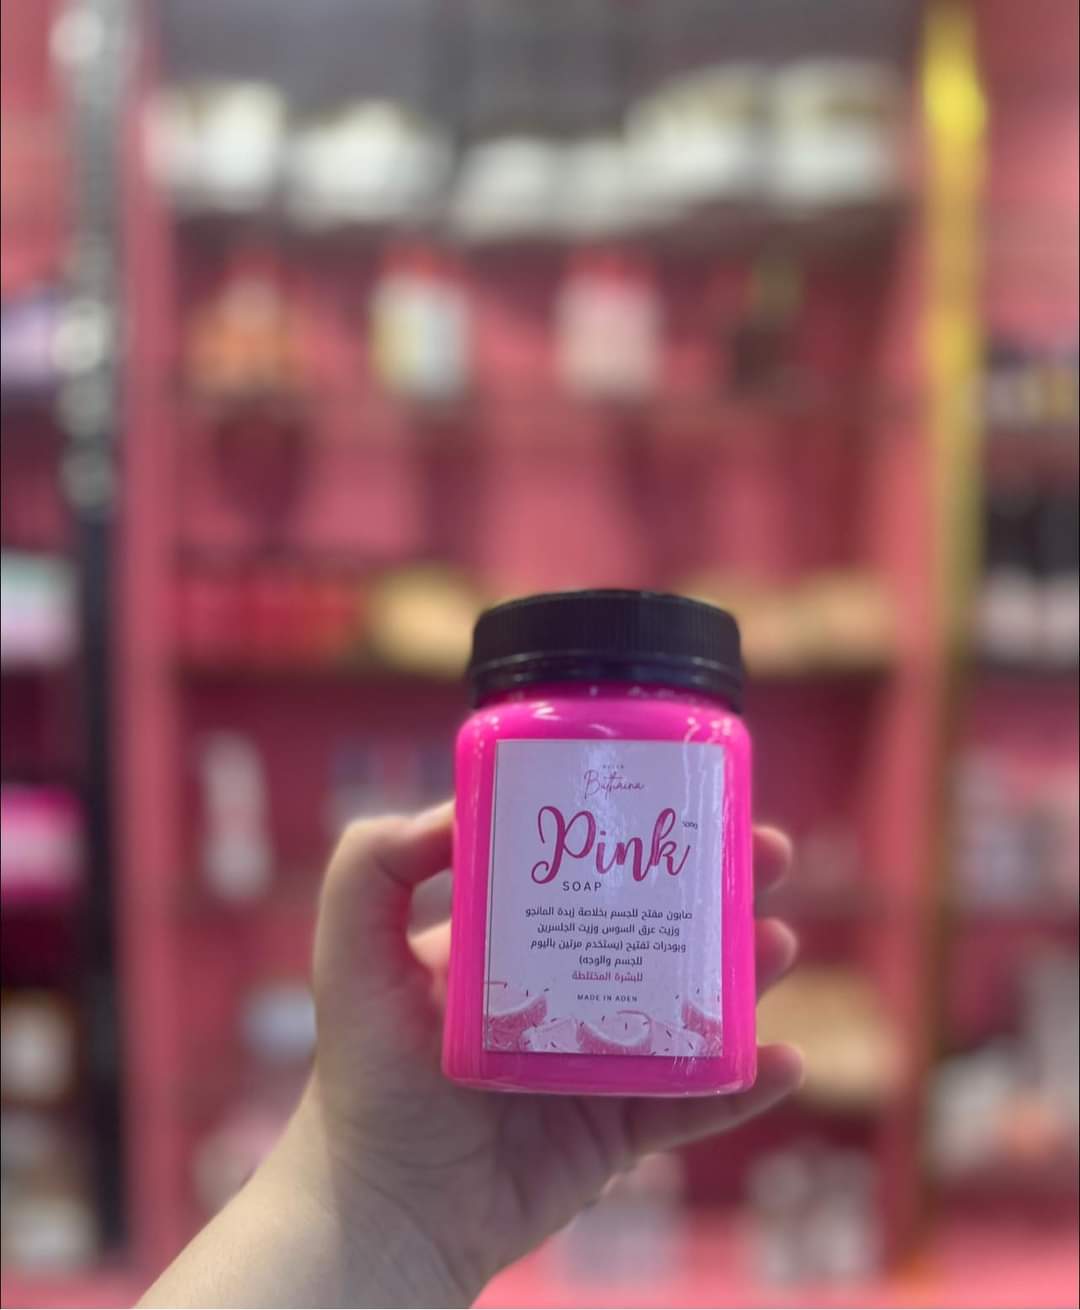 Bithaina
Pink
500g
SOAP
صابون مفتح للجسم بخلاصة زبدة المانجو
وزيت عرق السوس وزيت الجلسرين
وبودرات تفتيح (يستخدم مرتين باليوم
للجسم والوجه)
للبشرة المختلطة
MADE IN ADEN